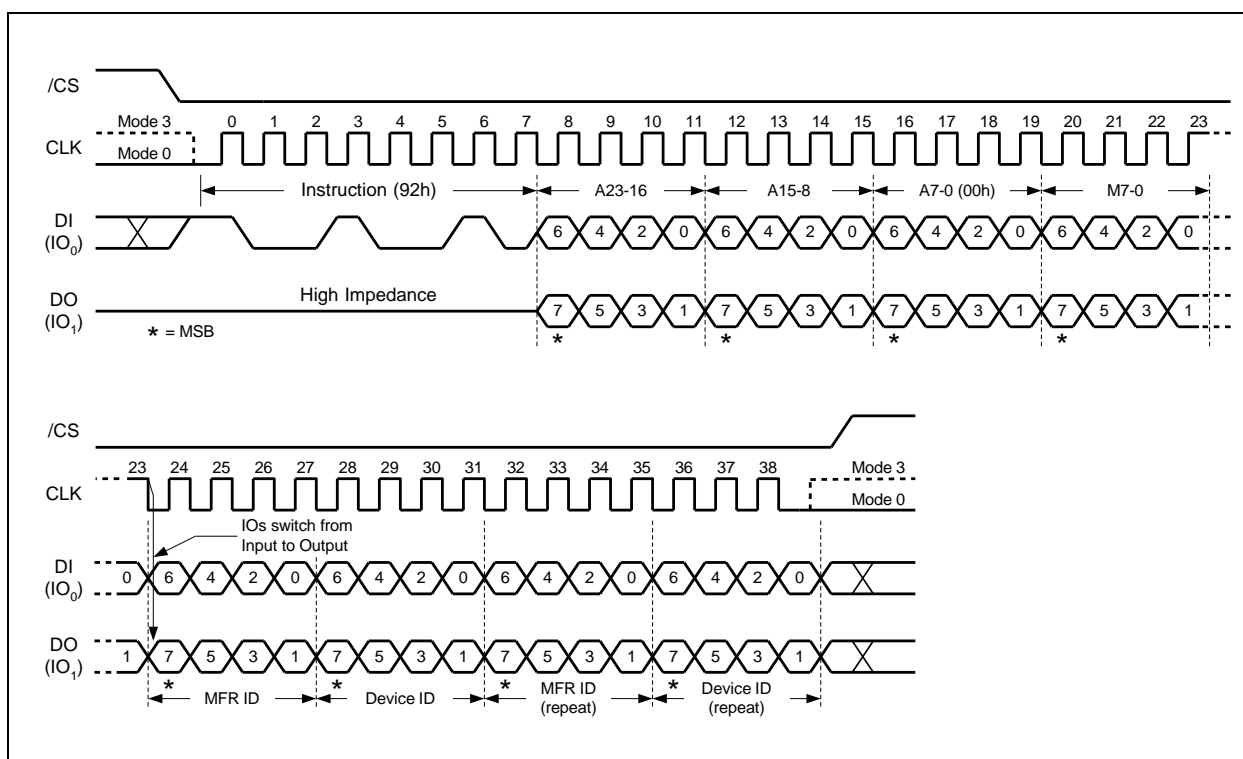 /CS
Mode 3 0 1 2 3 4 5 6 7 8 9 10 11 12 13 14 15 16 17 18 19 20 21 22 23
CLK
Mode 0
Instruction (92h) A23-16 A15-8 A7-0 (00h) M7-0
DI
(IO0)
6 4 2 0 6 4 2 0 6 4 2 0 6 4 2 0
High Impedance
DO
(IO1)
7 5 3 1 7 5 3 1 7 5 3 1 7 5 3 1
* = MSB
* * * *
/CS
23 24 25 26 27 28 29 30 31 32 33 34 35 36 37 38 Mode 3
CLK
Mode 0
IOs switch from
Input to Output
DI
(IO0)
0 6 4 2 0 6 4 2 0 6 4 2 0 6 4 2 0
DO
(IO1)
1 7 5 3 1 7 5 3 1 7 5 3 1 7 5 3 1
* * * *
MFR ID Device ID MFR ID
(repeat) Device ID
(repeat)